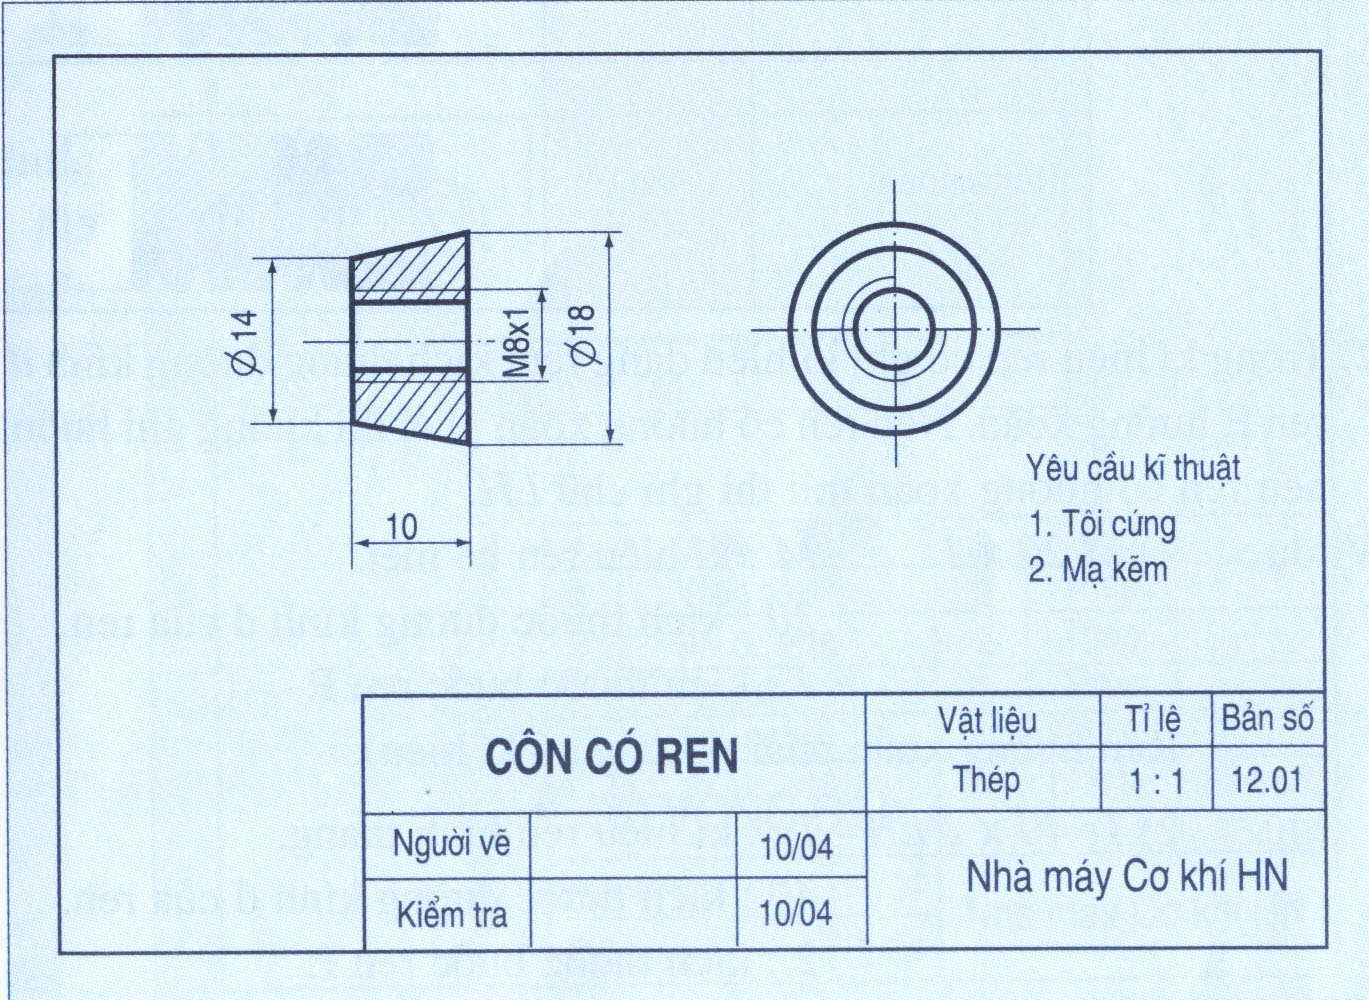 Ø 14
M8x1
Ø 18
10
Yêu cầu kĩ thuật
1. Tôi cứng
2. Mạ kẽm
CÔN CÓ REN
Vật liệu
Tỉ lệ
Bản số
Thép
1 : 1
12.01
Người vẽ
10/04
Nhà máy Cơ khí HN
Kiểm tra
10/04